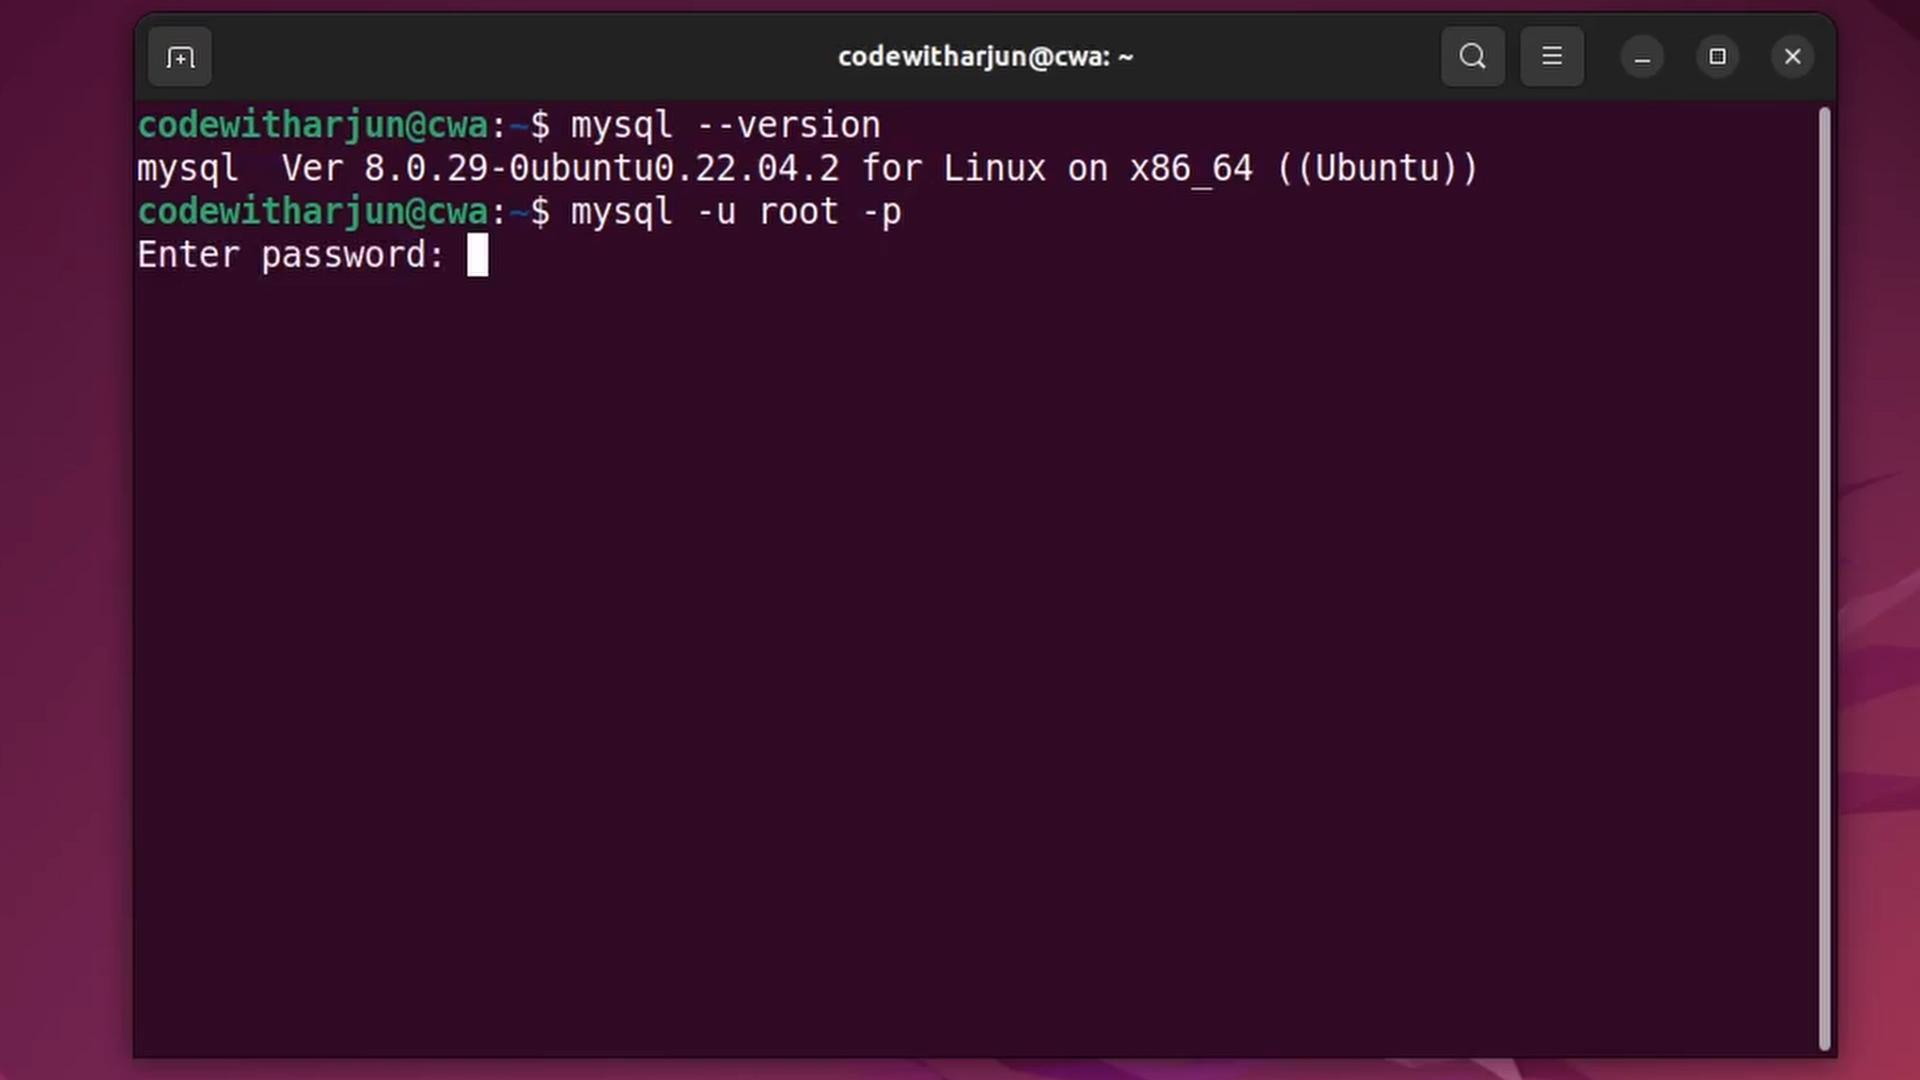 codewitharjun@cwa: ~
codewitharjun@cwa:~$ mysql --version
mysql  Ver 8.0.29-0ubuntu0.22.04.2 for Linux on x86_64 ((Ubuntu))
codewitharjun@cwa:~$ mysql -u root -p
Enter password: